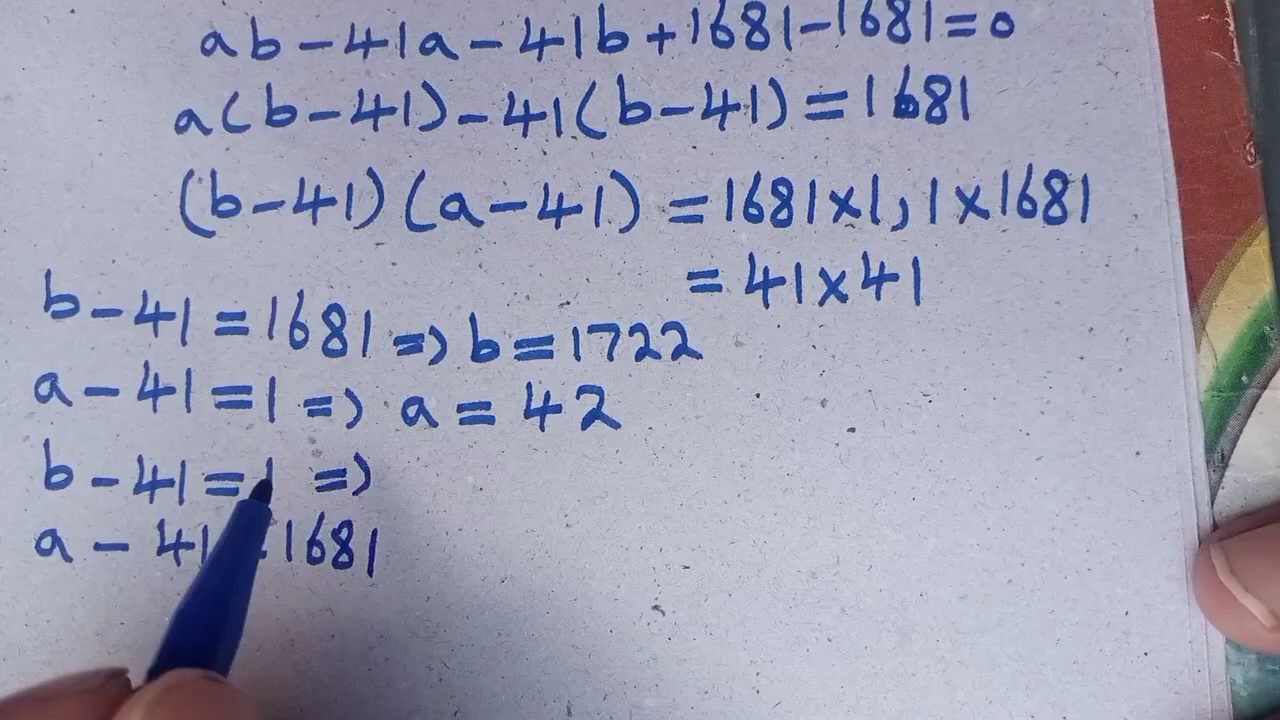 ab-41a-41b+1681-1681=0
a(b-41)-41(b-41)=1681
(b-41)(a-41)=1681×1,1×1681
=41×41
b-41=1681=>b=1722
a-41=1=>a=42
b-41=1=>
a-41=1681